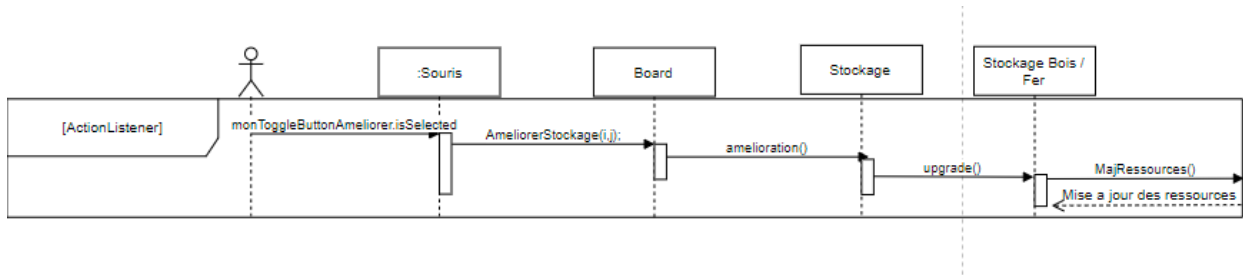 :Souris
Board
Stockage
Stockage Bois /
Fer
[ActionListener]
monToggleButtonAmeliorer.isSelected
AmeliorerStockage(i,j);
amelioration()
upgrade()
MajRessources()
Mise a jour des ressources